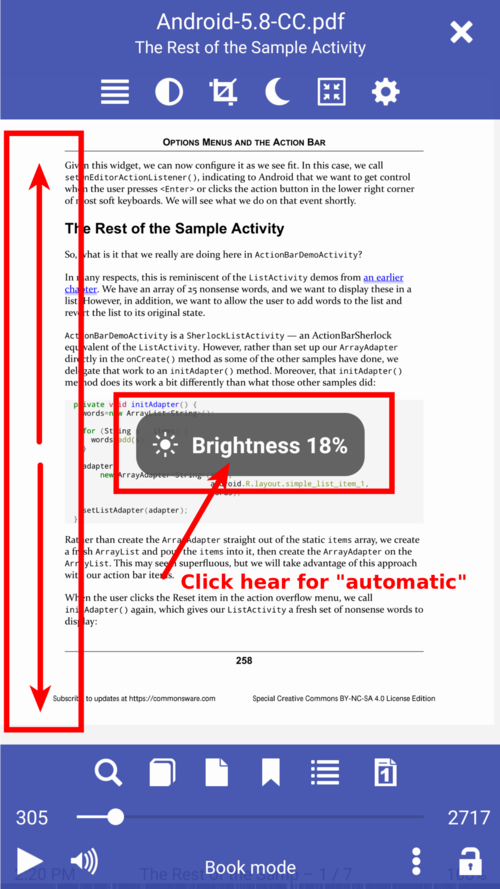 Android-5.8-CC.pdf
The Rest of the Sample Activity
OPTIONS MENUS AND THE ACTION BAR
Given this widget, we can now configure it as we see fit. In this case, we call
setOnEditorActionListener(), indicating to Android that we want to get control
when the user presses <Enter> or clicks the action button in the lower right corner
of most soft keyboards. We will see what we do on that event shortly.
The Rest of the Sample Activity
So, what is it that we really are doing here in ActionBarDemoActivity?
In many respects, this is reminiscent of the ListActivity demos from an earlier
chapter. We have an array of 25 nonsense words, and we want to display these in a
list. However, in addition, we want to allow the user to add words to the list and
revert the list to its original state.
ActionBarDemoActivity is a SherlockListActivity — an ActionBarSherlock
equivalent of the ListActivity. However, rather than set up our ArrayAdapter
directly in the onCreate() method as some of the other samples have done, we
delegate that work to an initAdapter() method. Moreover, that initAdapter()
method does its work a bit differently than what those other samples did:
private void initAdapter() {
words=new ArrayList<String>();
for (String
words.add(
Brightness 18%
adapter
new ArrayAdapter<String>
android.R.layout.simple_list_item_1,
setListAdapter(adapter);
}
Rather than create the ArrayAdapter straight out of the static items array, we create
a fresh ArrayList and pour the items into it, then create the ArrayAdapter on the
ArrayList. This may seem superfluous, but we will take advantage of this approach
with our action bar items.
Click hear for "automatic"
When the user clicks the Reset item in the action overflow menu, we call
initAdapter() again, which gives our ListActivity a fresh set of nonsense words to
display:
258
Subscribe to updates at https://commonsware.com
Special Creative Commons BY-NC-SA 4.0 License Edition
1
305
2717
Book mode
2:20 PM
The Rest of the Samp ~ 1 / 7